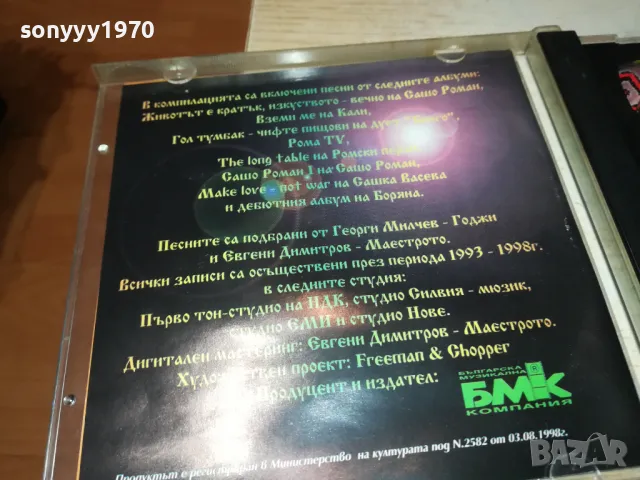 sonyyy1970
В компилацията са включени песни от следните албуми:
Животът е кратък, изкуството - вечно на Сашо Роман,
Вземи ме на Кали,
Гол тумбак - чифте пищови на дует
Рома TV,
The long table на Ромски
Сашо Роман 1 на Сашо Роман,
Make love - not war на Сашка Васева
и дебютния албум на Боряна.
Песните са подбрани от Георги Милчев - Годжи
и Евгени Димитров - Маестрото.
Всички записи са осъществени през периода 1993 - 1998г.
в следните студия:
Първо тон-студио на НДК, студио Силвия - мюзик,
студио СМИ и студио Нове.
Дигитален мастеринг: Евгени Димитров - Маестрото.
Художествен проект: Freeman & Chopper
Продуцент и издател:
БЪЛГАРСКА
МУЗИКАЛНА
БМК
КОМПАНИЯ
Продуктът е регистриран в Министерство на културата под N.2582 от 03.08.1998г.
BAZAR